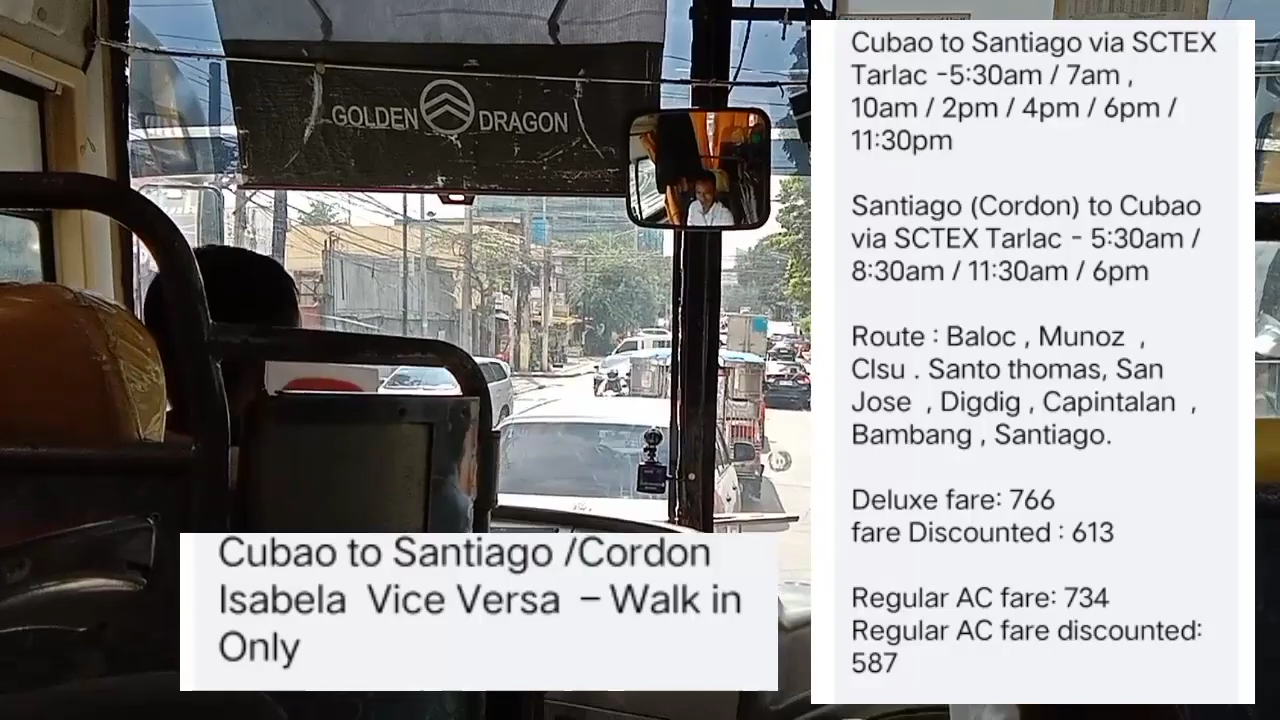 GOLDEN DRAGON
Cubao to Santiago via SCTEX
Tarlac -5:30am / 7am ,
10am / 2pm / 4pm / 6pm /
11:30pm
Santiago (Cordon) to Cubao
via SCTEX Tarlac - 5:30am /
8:30am / 11:30am / 6pm
Route : Baloc , Munoz ,
Clsu . Santo thomas, San
Jose , Digdig , Capintalan ,
Bambang , Santiago.
Deluxe fare: 766
fare Discounted : 613
Regular AC fare: 734
Regular AC fare discounted:
587
Cubao to Santiago /Cordon
Isabela Vice Versa – Walk in
Only